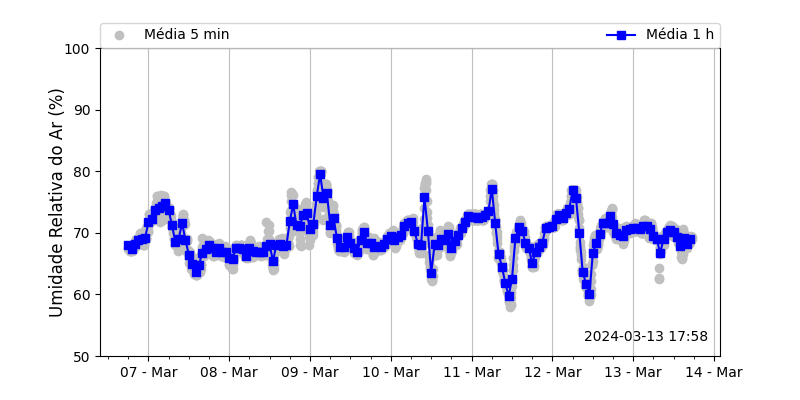 Média 5 min
Média 1 h
Umidade Relativa do Ar (%)
100
90
80
70
60
50
2024-03-13 17:58
07 - Mar
08 - Mar
09 - Mar
10 - Mar
11 - Mar
12 - Mar
13 - Mar
14 - Mar